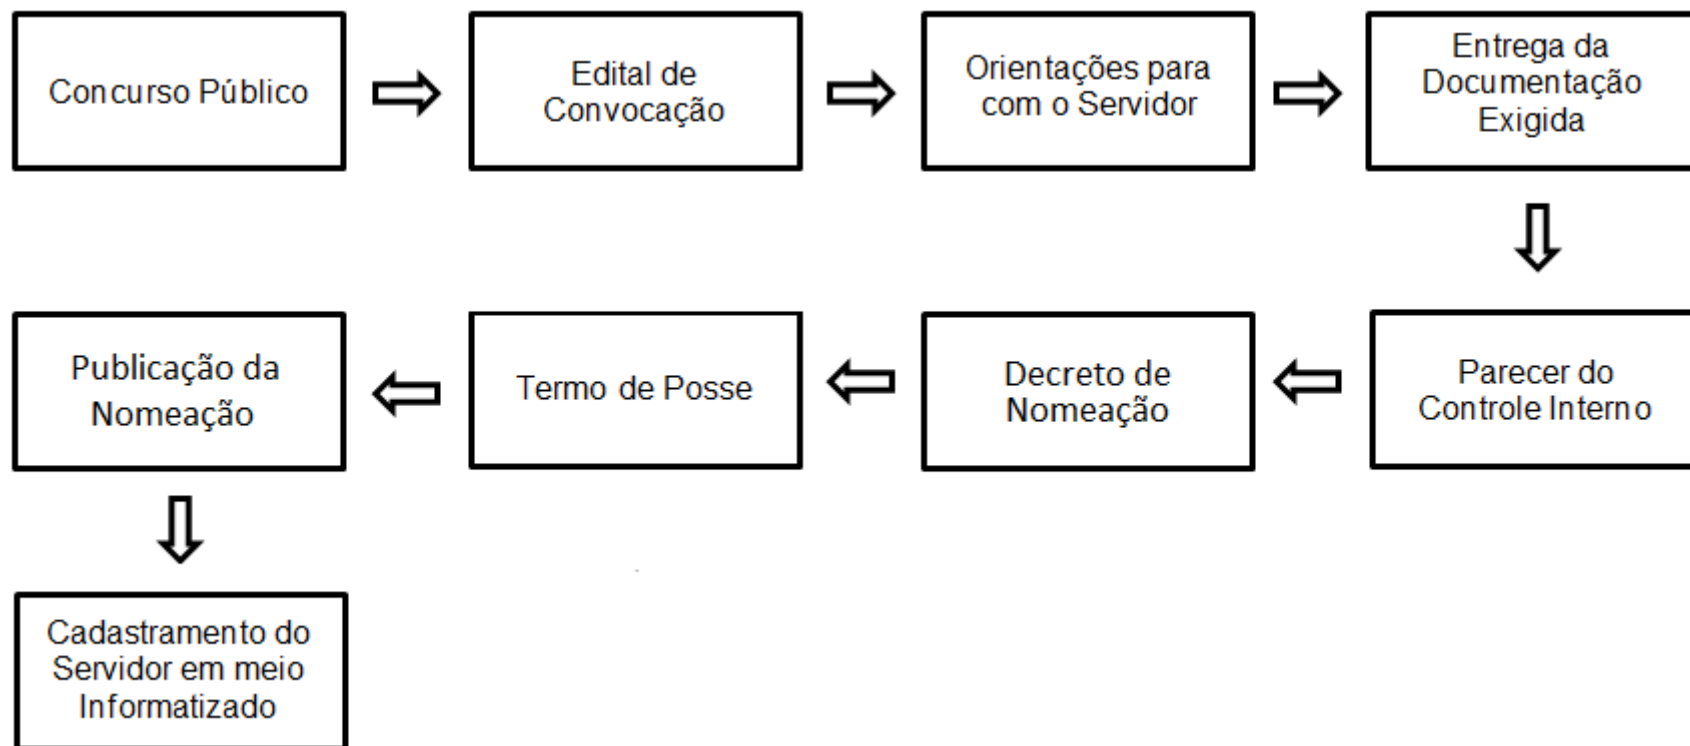 Concurso Público
Edital de
Convocação
Orientações para
com o Servidor
Entrega da
Documentação
Exigida
Parecer do
Controle Interno
Decreto de
Nomeação
Termo de Posse
Publicação da
Nomeação
Cadastramento do
Servidor em meio
Informatizado